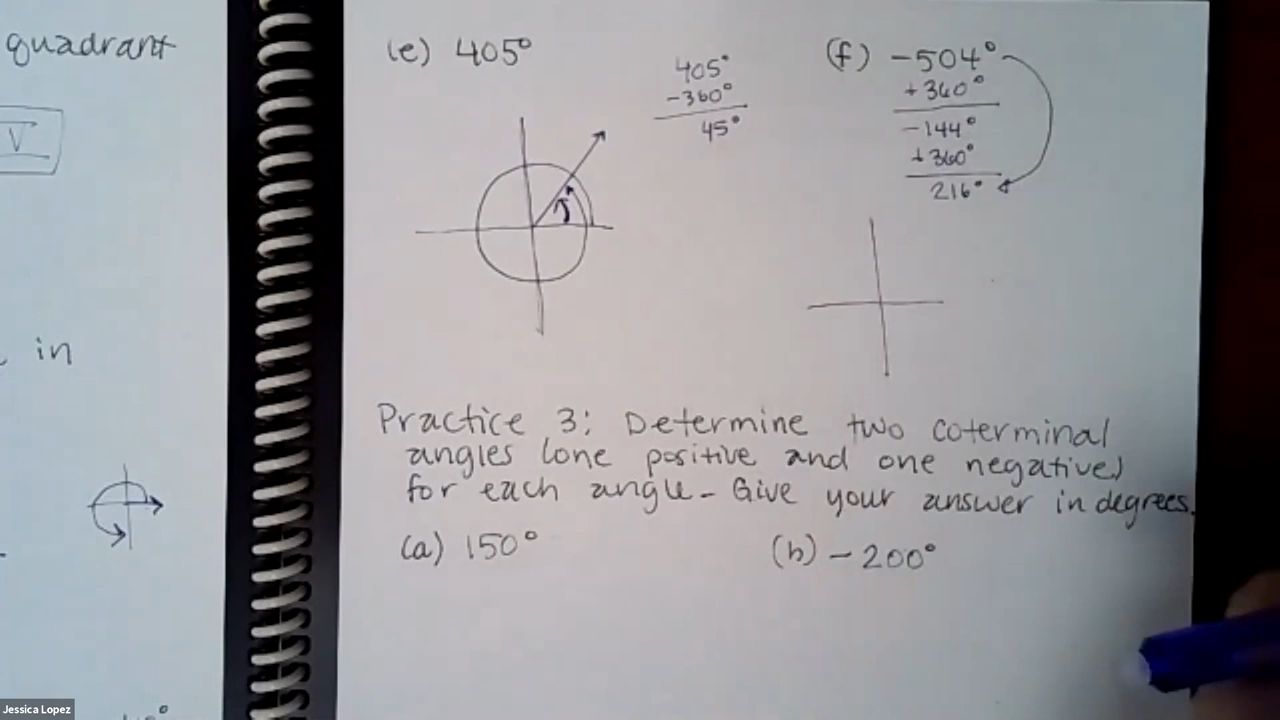 quadrant
IV
in
(e) 405°
405°
-360°
45°
(f) -504°
+360°
-144°
+360°
216°
Practice 3: Determine two coterminal
angles (one positive and one negative)
for each angle. Give your answer in degrees.
(a) 150°
(b) -200°
Jessica Lopez